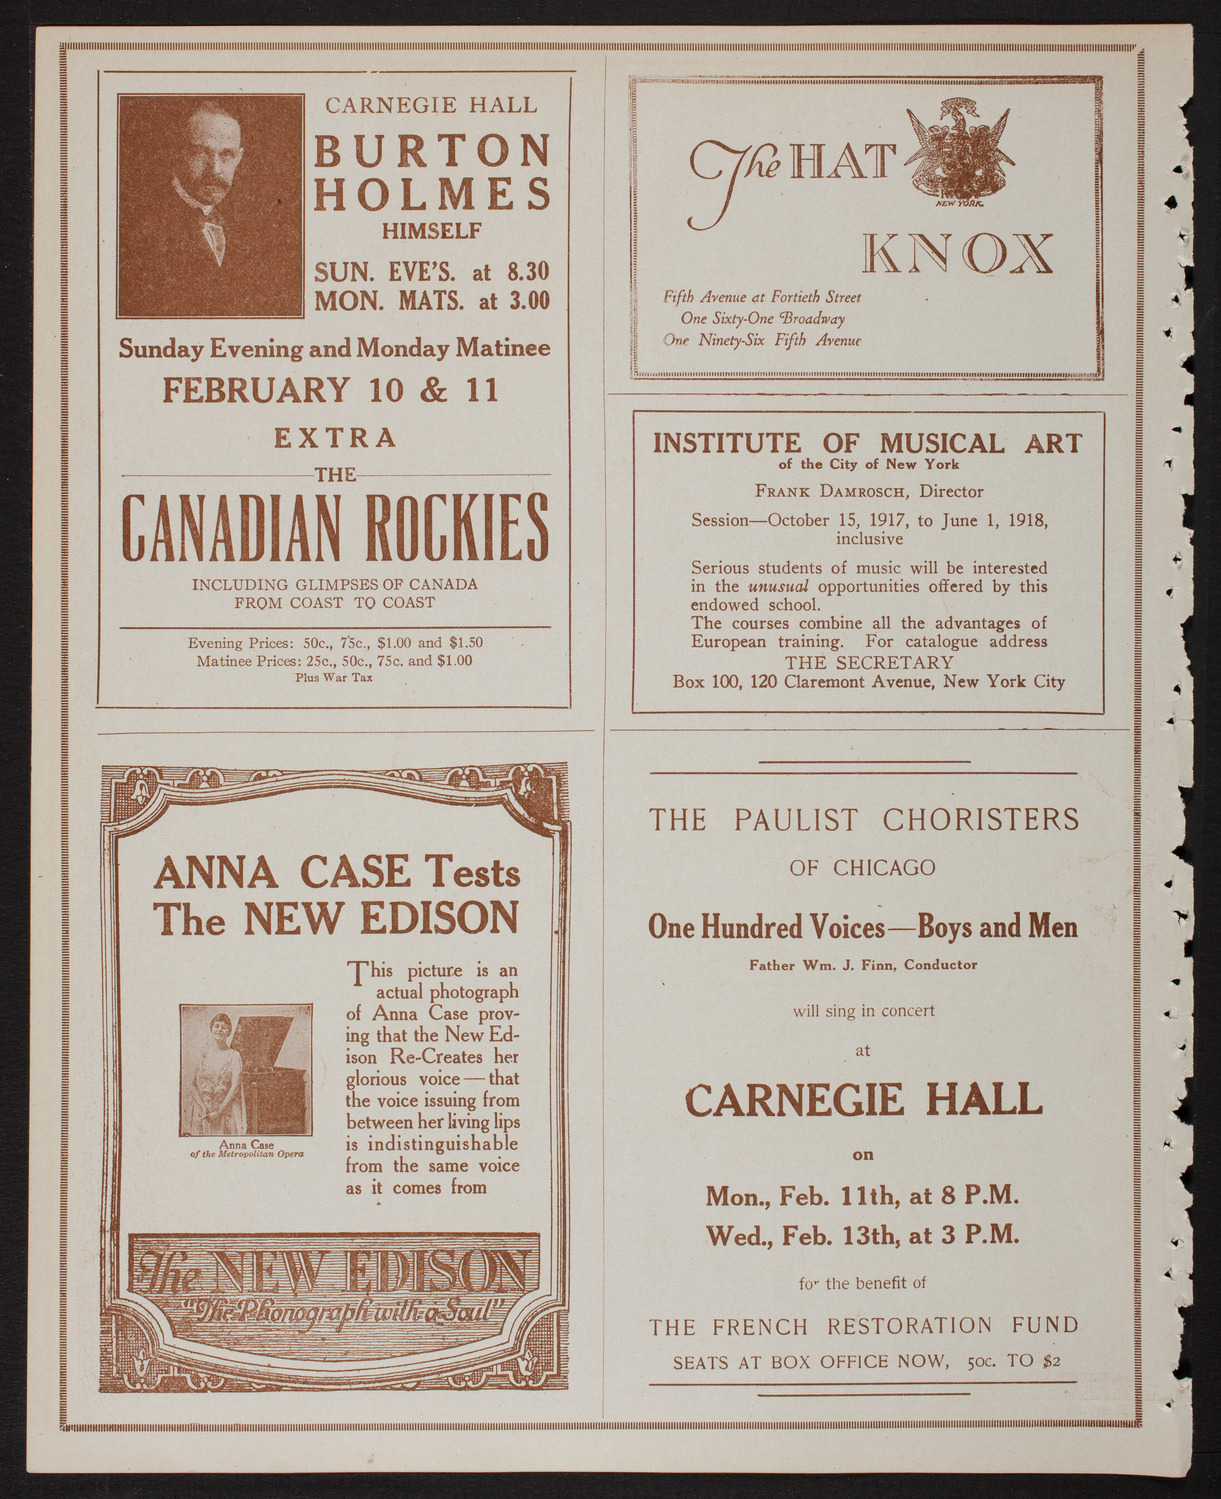 CARNEGIE HALL
BURTON
HOLMES
HIMSELF
SUN. EVE'S. at 8.30
MON. MATS. at 3.00
Sunday Evening and Monday Matinee
FEBRUARY 10 & 11
EXTRA
THE
CANADIAN ROCKIES
INCLUDING GLIMPSES OF CANADA
FROM COAST TO COAST
Evening Prices: 50c., 75c., $1.00 and $1.50
Matinee Prices: 25c., 50c., 75c. and $1.00
Plus War Tax
ANNA CASE Tests
The NEW EDISON
This picture is an
actual photograph
of Anna Case prov-
ing that the New Ed-
ison Re-Creates her
glorious voice—that
the voice issuing from
between her living lips
is indistinguishable
from the same voice
as it comes from
Anna Case
of the Metropolitan Opera
The NEW EDISON
"The Phonograph with a Soul"
The HAT
NEW YORK
KNOX
Fifth Avenue at Fortieth Street
One Sixty-One Broadway
One Ninety-Six Fifth Avenue
INSTITUTE OF MUSICAL ART
of the City of New York
FRANK DAMROSCH, Director
Session—October 15, 1917, to June 1, 1918,
inclusive
Serious students of music will be interested
in the unusual opportunities offered by this
endowed school.
The courses combine all the advantages of
European training. For catalogue address
THE SECRETARY
Box 100, 120 Claremont Avenue, New York City
THE PAULIST CHORISTERS
OF CHICAGO
One Hundred Voices—Boys and Men
Father Wm. J. Finn, Conductor
will sing in concert
at
CARNEGIE HALL
on
Mon., Feb. 11th, at 8 P.M.
Wed., Feb. 13th, at 3 P.M.
for the benefit of
THE FRENCH RESTORATION FUND
SEATS AT BOX OFFICE NOW, 50C. TO $2